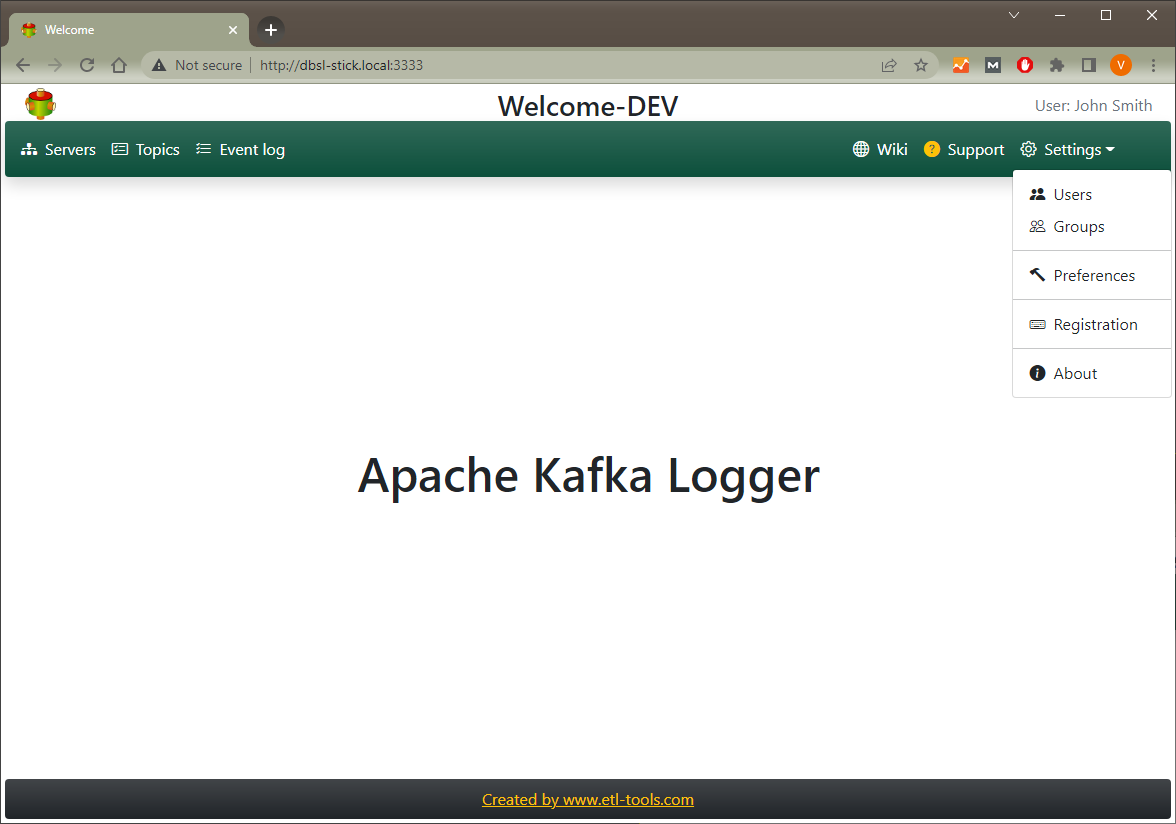 Welcome
Not secure http://dbsl-stick.local:3333
M
V
Welcome-DEV
User: John Smith
Servers Topics Event log Wiki ? Support Settings
Users
Groups
Preferences
Registration
About
Apache Kafka Logger
Created by www.etl-tools.com